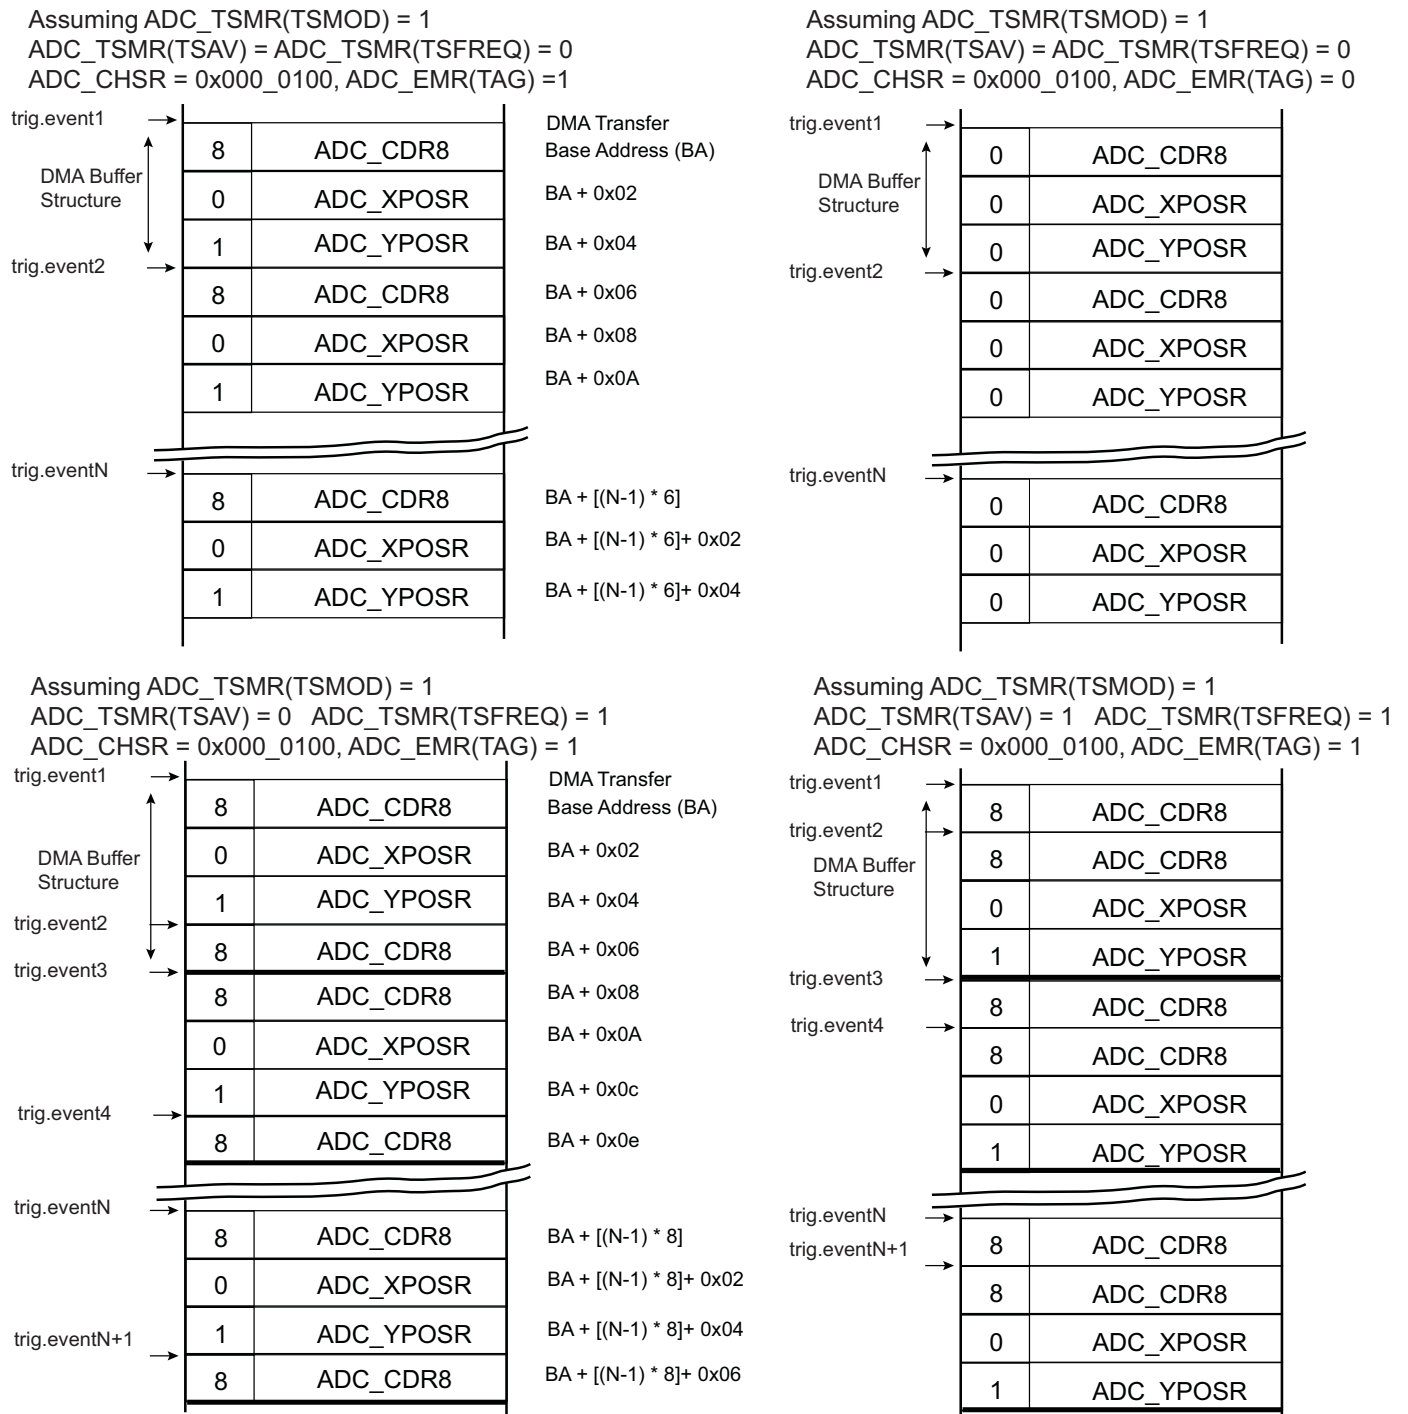 Assuming ADC_TSMR(TSMOD) = 1
ADC_TSMR(TSAV) = ADC_TSMR(TSFREQ) = 0
ADC_CHSR = 0x000_0100, ADC_EMR(TAG) =1
trig.event1
DMA Transfer
8 ADC_CDR8 Base Address (BA)
DMA Buffer
Structure
0 ADC_XPOSR BA + 0x02
1 ADC_YPOSR BA + 0x04
trig.event2
8 ADC_CDR8 BA + 0x06
0 ADC_XPOSR BA + 0x08
1 ADC_YPOSR BA + 0x0A
trig.eventN
8 ADC_CDR8 BA + [(N-1) * 6]
0 ADC_XPOSR BA + [(N-1) * 6]+ 0x02
1 ADC_YPOSR BA + [(N-1) * 6]+ 0x04
Assuming ADC_TSMR(TSMOD) = 1
ADC_TSMR(TSAV) = ADC_TSMR(TSFREQ) = 0
ADC_CHSR = 0x000_0100, ADC_EMR(TAG) = 0
trig.event1
0 ADC_CDR8
DMA Buffer
Structure
0 ADC_XPOSR
0 ADC_YPOSR
trig.event2
0 ADC_CDR8
0 ADC_XPOSR
0 ADC_YPOSR
trig.eventN
0 ADC_CDR8
0 ADC_XPOSR
0 ADC_YPOSR
Assuming ADC_TSMR(TSMOD) = 1
ADC_TSMR(TSAV) = 0 ADC_TSMR(TSFREQ) = 1
ADC_CHSR = 0x000_0100, ADC_EMR(TAG) = 1
trig.event1
DMA Transfer
8 ADC_CDR8 Base Address (BA)
DMA Buffer
Structure
0 ADC_XPOSR BA + 0x02
1 ADC_YPOSR BA + 0x04
trig.event2
8 ADC_CDR8 BA + 0x06
trig.event3
8 ADC_CDR8 BA + 0x08
0 ADC_XPOSR BA + 0x0A
1 ADC_YPOSR BA + 0x0c
trig.event4
8 ADC_CDR8 BA + 0x0e
trig.eventN
8 ADC_CDR8 BA + [(N-1) * 8]
0 ADC_XPOSR BA + [(N-1) * 8]+ 0x02
1 ADC_YPOSR BA + [(N-1) * 8]+ 0x04
trig.eventN+1
8 ADC_CDR8 BA + [(N-1) * 8]+ 0x06
Assuming ADC_TSMR(TSMOD) = 1
ADC_TSMR(TSAV) = 1 ADC_TSMR(TSFREQ) = 1
ADC_CHSR = 0x000_0100, ADC_EMR(TAG) = 1
trig.event1
8 ADC_CDR8
trig.event2
DMA Buffer
Structure
8 ADC_CDR8
0 ADC_XPOSR
1 ADC_YPOSR
trig.event3
8 ADC_CDR8
trig.event4
8 ADC_CDR8
0 ADC_XPOSR
1 ADC_YPOSR
trig.eventN
8 ADC_CDR8
trig.eventN+1
8 ADC_CDR8
0 ADC_XPOSR
1 ADC_YPOSR